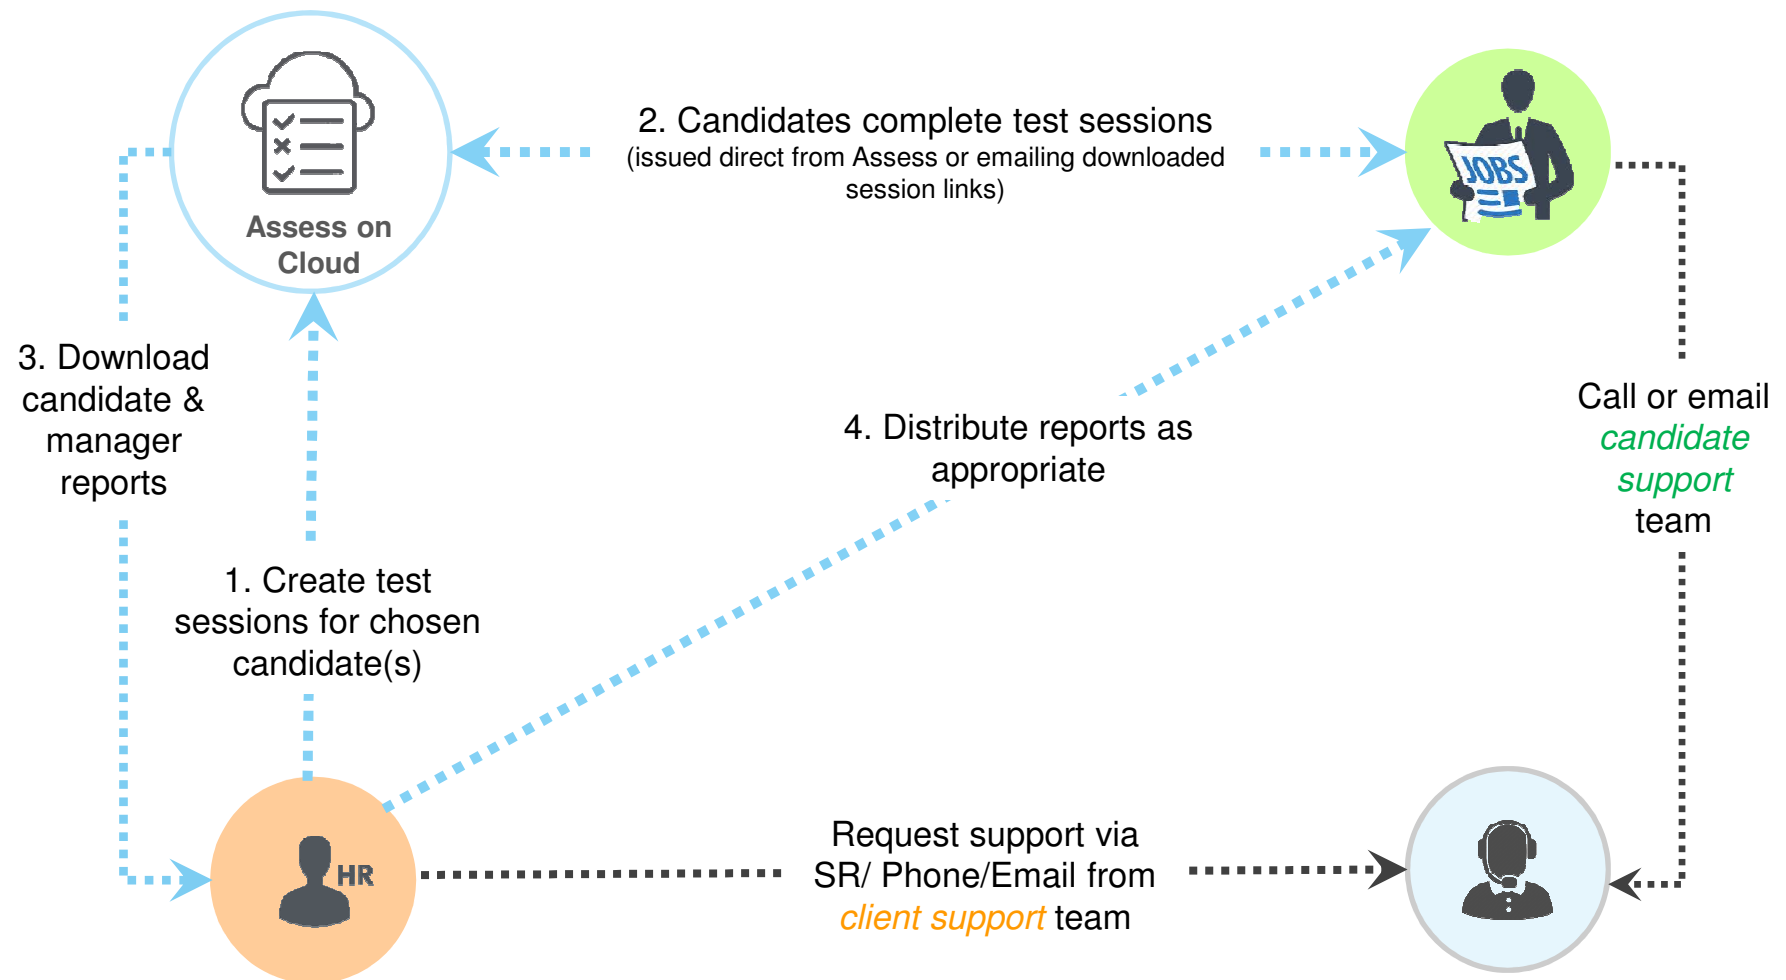 Assess on
Cloud
2. Candidates complete test sessions
(issued direct from Assess or emailing downloaded
session links)
JOBS
3. Download
candidate &
manager
reports
4. Distribute reports as
appropriate
Call or email
candidate
support
team
1. Create test
sessions for chosen
candidate(s)
HR
Request support via
SR/ Phone/Email from
client support team